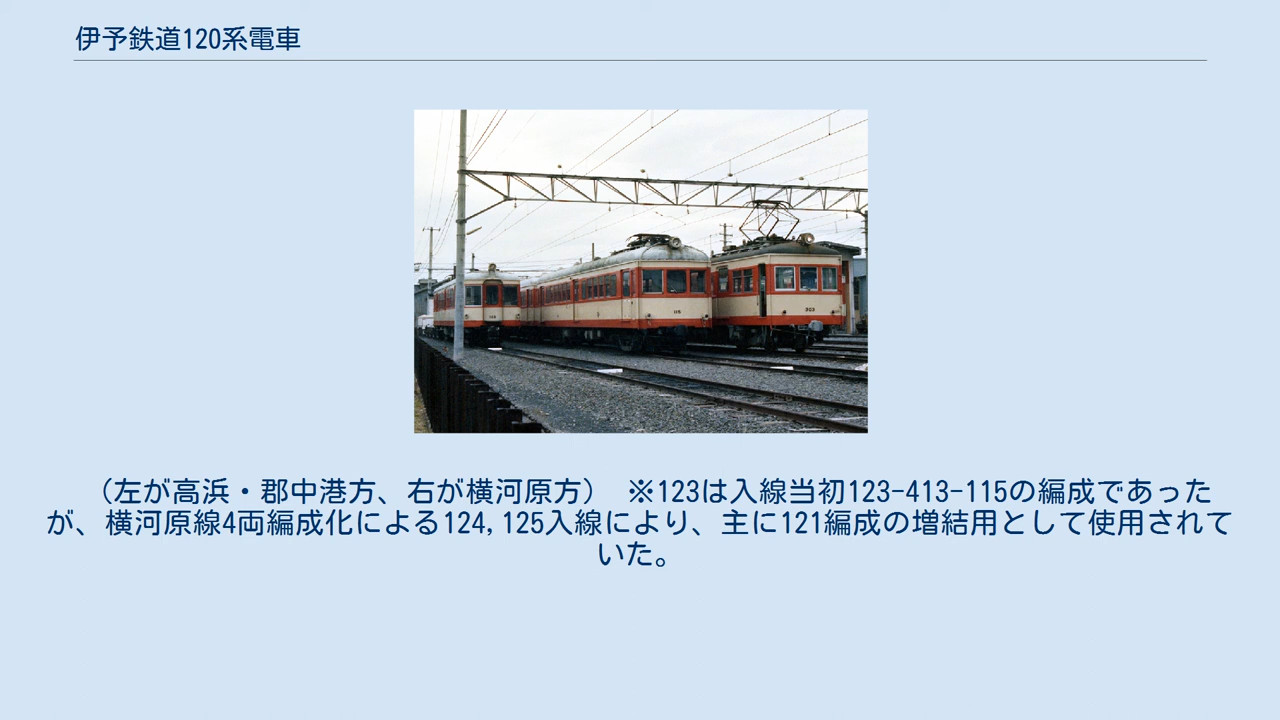 伊予鉄道120系電車
（左が高浜・郡中港方、右が横河原方） ※123は入線当初123-413-115の編成であった
が、横河原線4両編成化による124,125入線により、主に121編成の増結用として使用されて
いた。